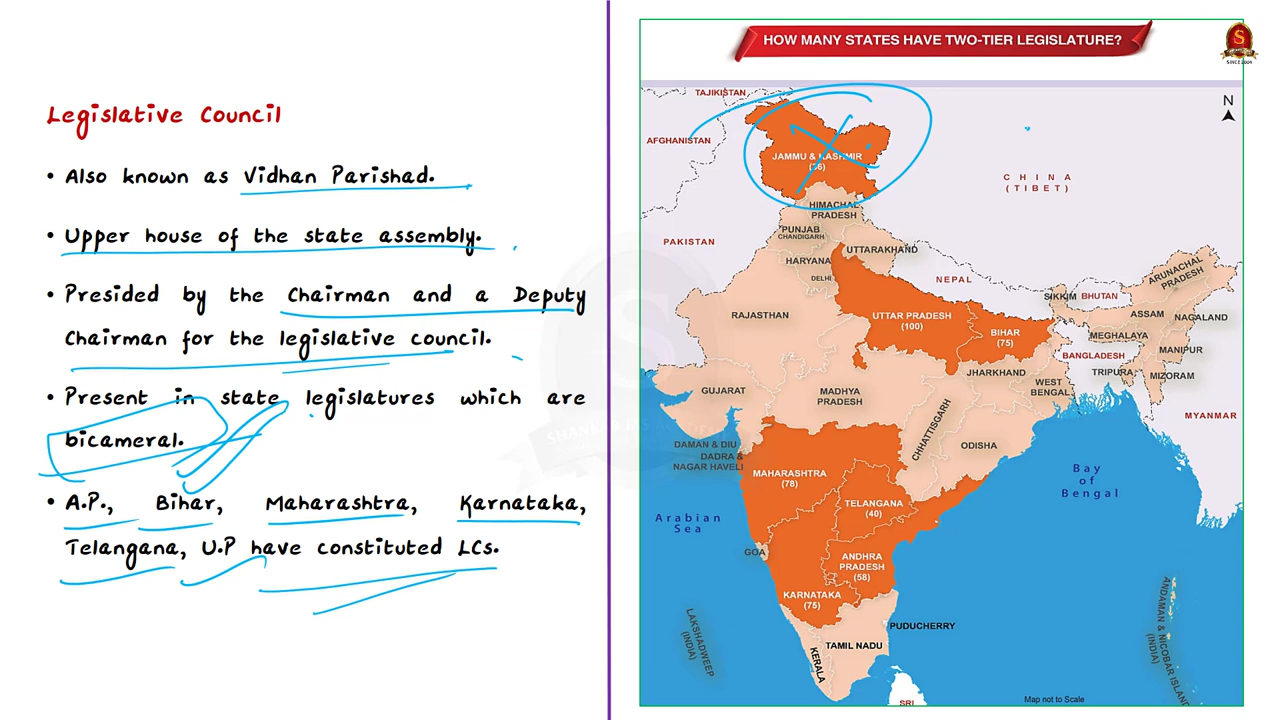 Legislative Council
• Also known as Vidhan Parishad.
• Upper house of the state assembly.
• Presided by the Chairman and a Deputy
Chairman for the legislative council.
• Present in state legislatures which are
bicameral.
• A.P., Bihar, Maharashtra, Karnataka,
Telangana, U.P have constituted LCs.
HOW MANY STATES HAVE TWO-TIER LEGISLATURE?
S
SINCE 2004
TAJIKISTAN
N
AFGHANISTAN
JAMMU & KASHMIR
(36)
CHINA
(TIBET)
HIMACHAL
PRADESH
PUNJAB
CHANDIGARH
PAKISTAN
UTTARAKHAND
HARYANA
DELHI
NEPAL
ARUNACHAL
PRADESH
SIKKIM
BHUTAN
RAJASTHAN
UTTAR PRADESH
(100)
BIHAR
(75)
ASSAM
NAGALAND
MEGHALAYA
MANIPUR
BANGLADESH
TRIPURA
MIZORAM
JHARKHAND
WEST
BENGAL
GUJARAT
MADHYA
PRADESH
MYANMAR
CHHATTISGARH
ODISHA
DAMAN & DIU
DADRA &
NAGAR HAVELI
MAHARASHTRA
(78)
Bay
of
Bengal
TELANGANA
(40)
Arabian
Sea
GOA
ANDHRA
PRADESH
(58)
KARNATAKA
(75)
PUDUCHERRY
TAMIL NADU
KERALA
LAKSHADWEEP
(INDIA)
ANDAMAN & NICOBAR ISLAND
(INDIA)
SRI
Map not to Scale